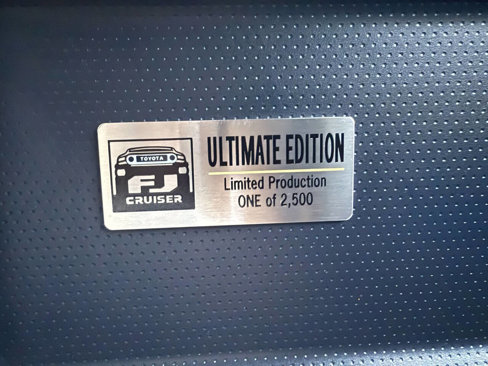 TOYOTA
FJ
CRUISER
ULTIMATE EDITION
Limited Production
ONE of 2,500